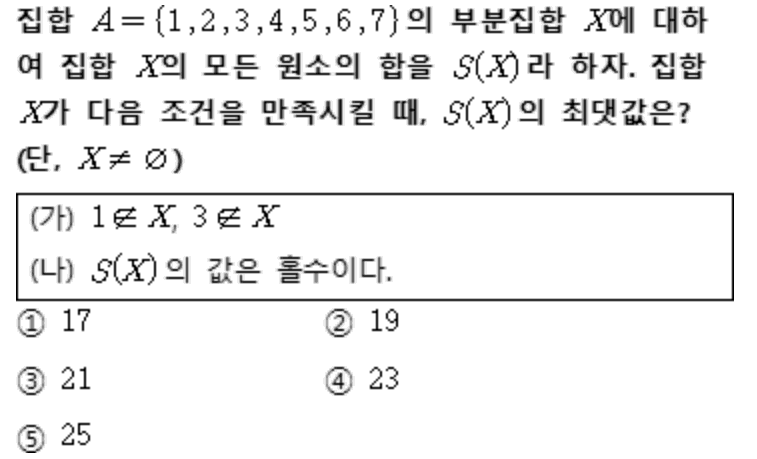 집합 A={1,2,3,4,5,6,7}의 부분집합 X에 대하
여 집합 X의 모든 원소의 합을 S(X)라 하자. 집합
X가 다음 조건을 만족시킬 때, S(X)의 최댓값은?
(단, X≠∅)
(가) 1∉X, 3∉X
(나) S(X)의 값은 홀수이다.
① 17 ② 19
③ 21 ④ 23
⑤ 25